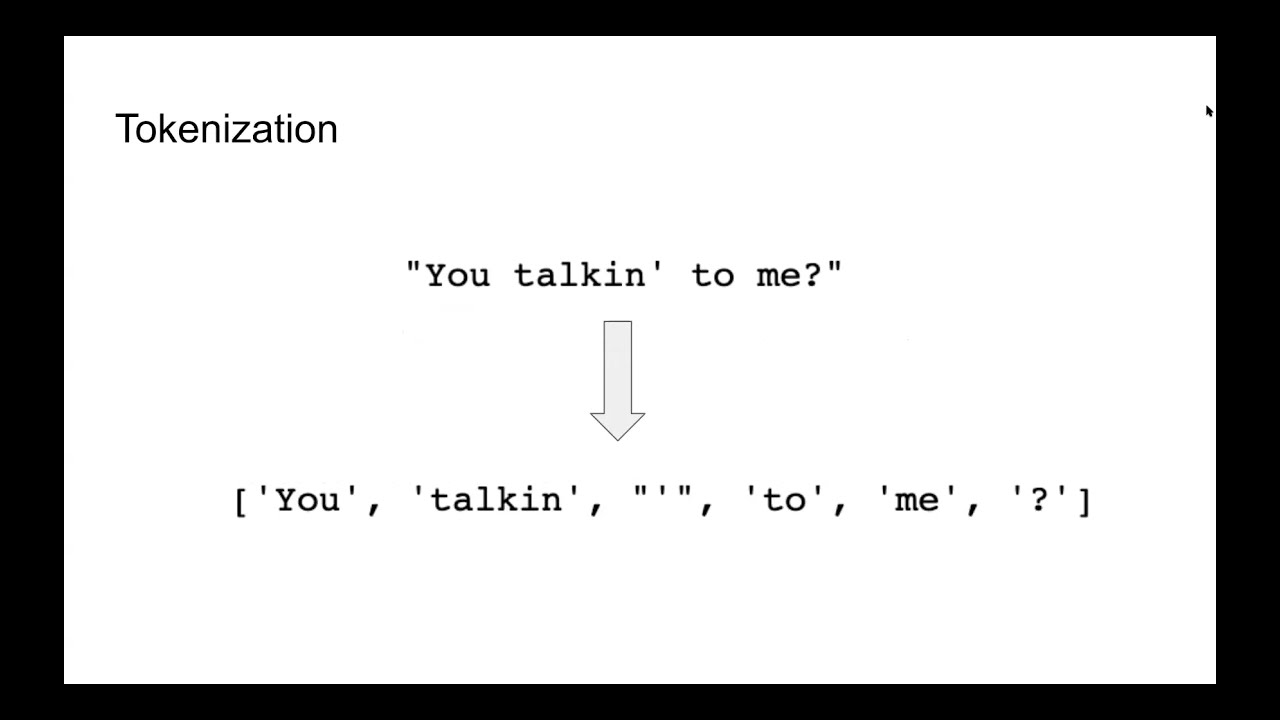 Tokenization
"You talkin' to me?"
['You', 'talkin', "'", 'to', 'me', '?']